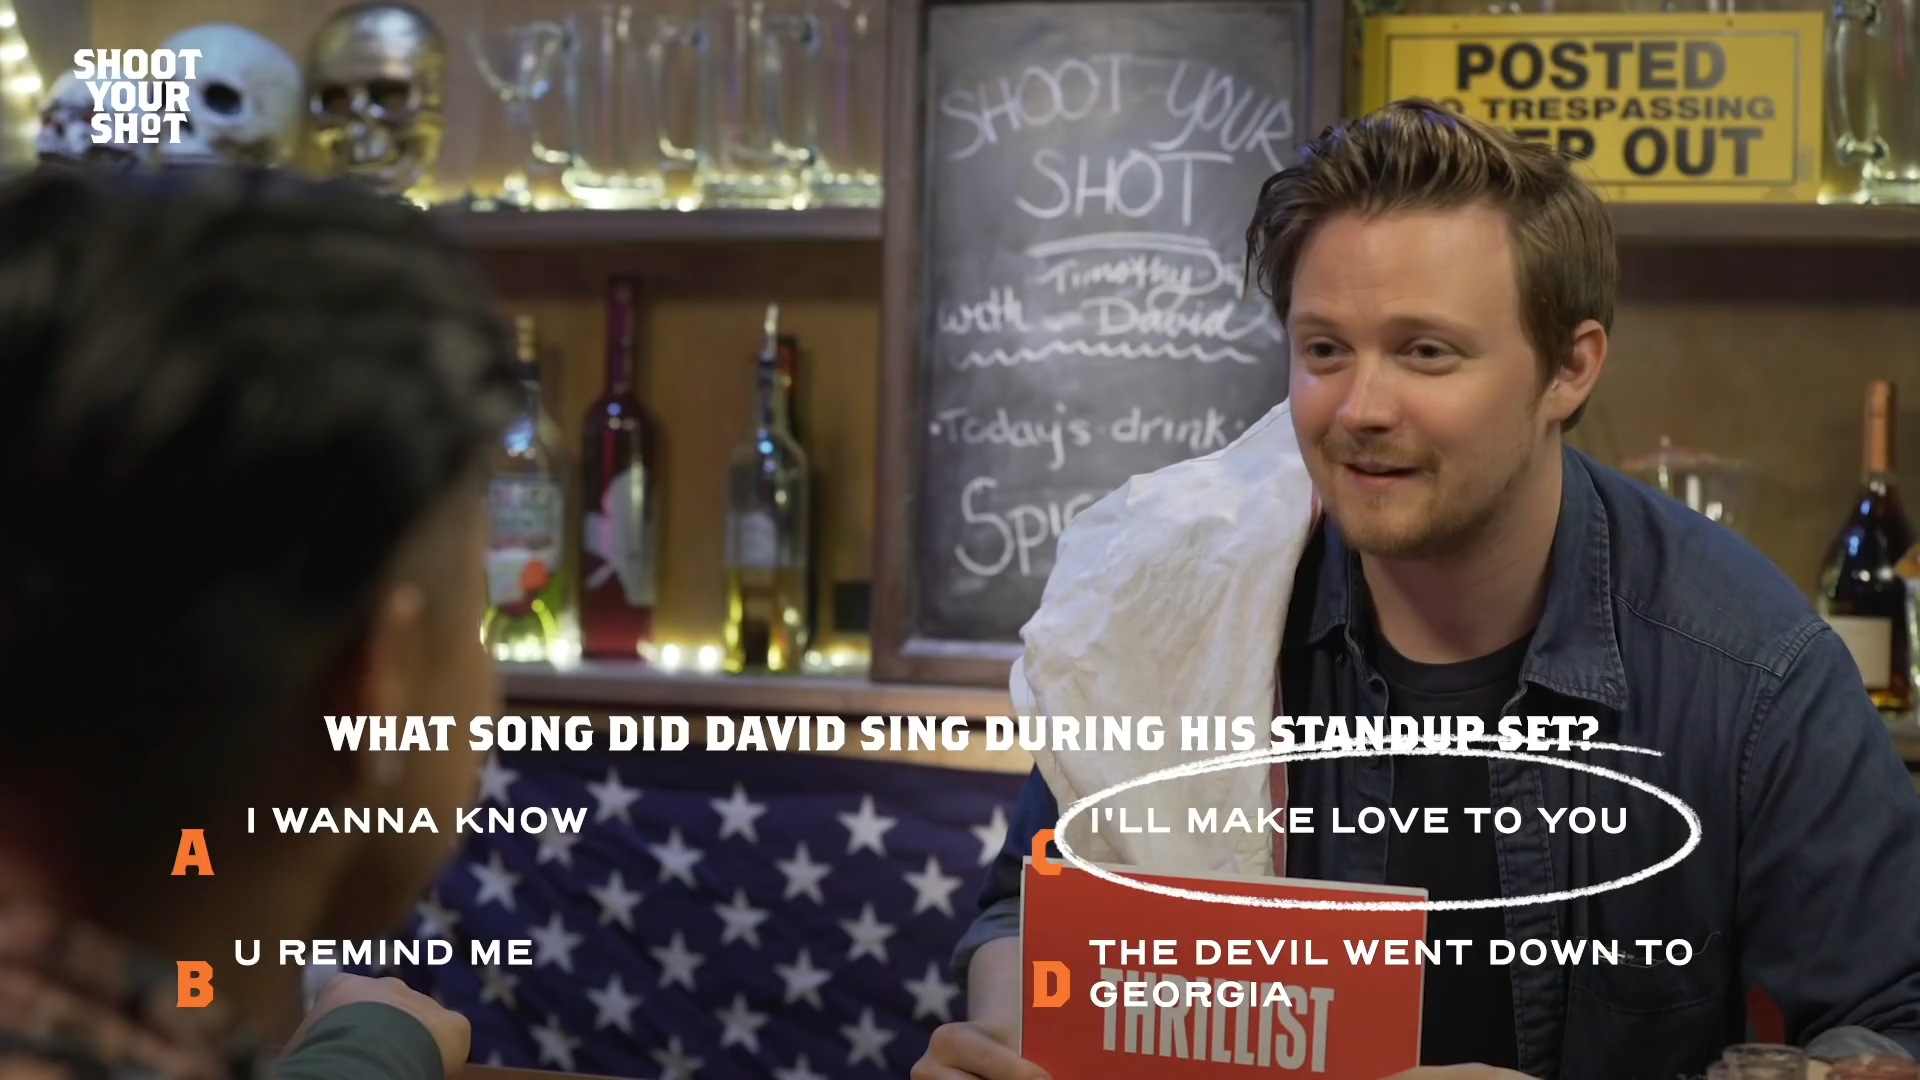 SHOOT
YOUR
SHOT
SHOOT YOUR
SHOT
Timothy &
with David
Today's drink
POSTED
TRESPASSING
OUT
WHAT SONG DID DAVID SING DURING HIS STANDUP SET?
A I WANNA KNOW
B U REMIND ME
C I'LL MAKE LOVE TO YOU
D THE DEVIL WENT DOWN TO
GEORGIA
THRILLIST